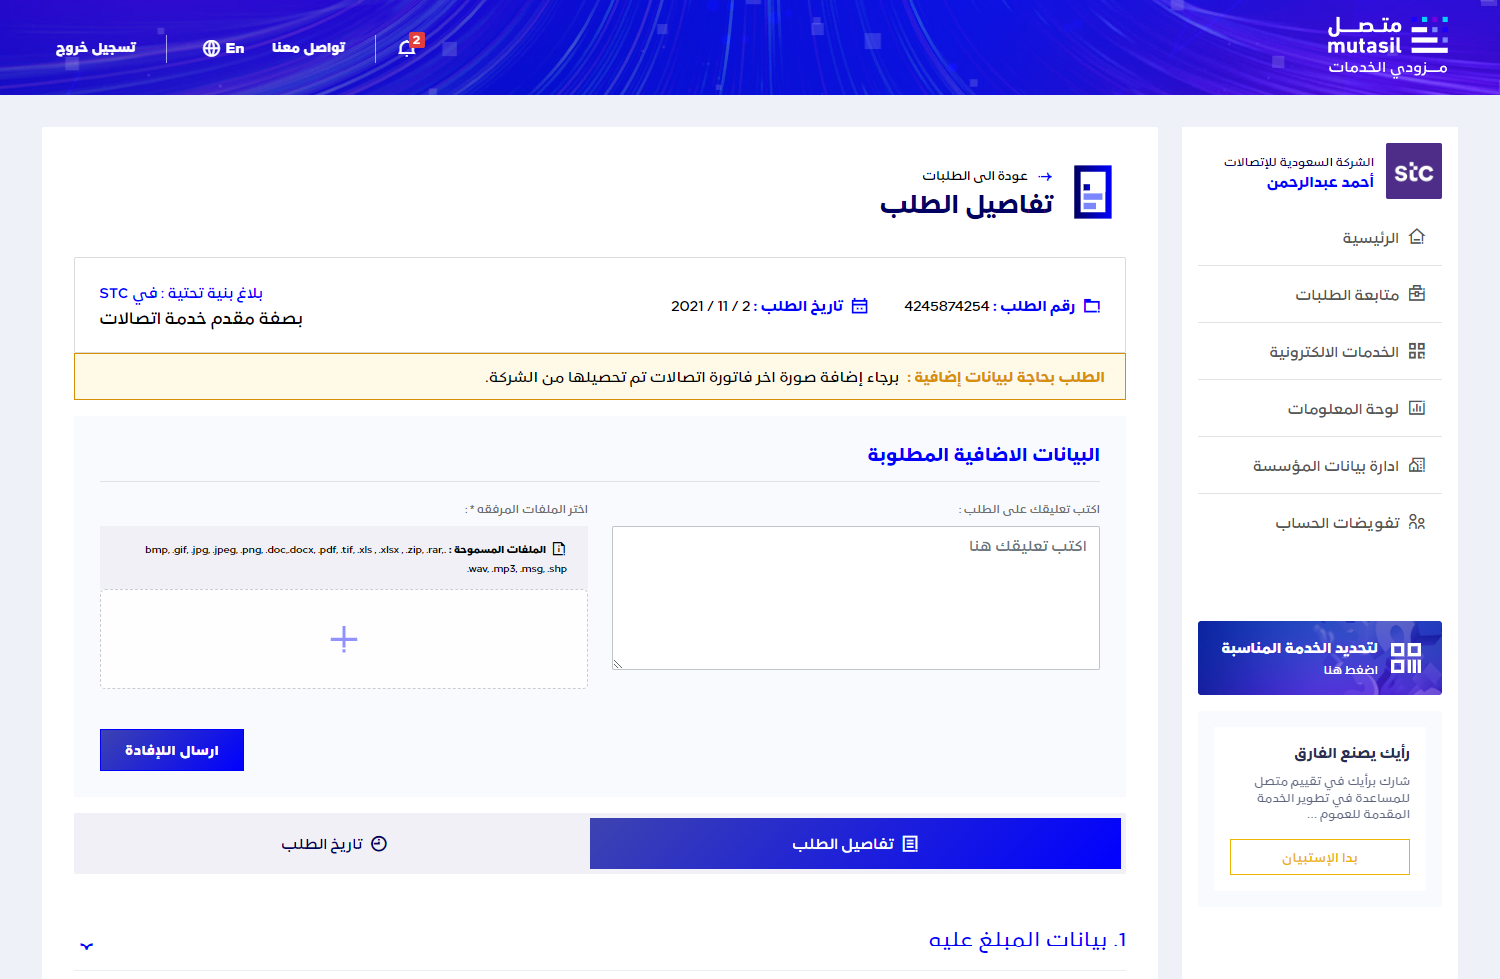 متصل
mutasil
مزودي الخدمات
2
تواصل معنا
En
تسجيل خروج
stc
الشركة السعودية للإتصالات
أحمد عبدالرحمن
الرئيسية
متابعة الطلبات
الخدمات الالكترونية
لوحة المعلومات
ادارة بيانات المؤسسة
تفويضات الحساب
لتحديد الخدمة المناسبة
اضغط هنا
رأيك يصنع الفارق
شارك برأيك في تقييم متصل
للمساعدة في تطوير الخدمة
المقدمة للعموم ...
بدا الإستبيان
عودة الى الطلبات
تفاصيل الطلب
رقم الطلب : 4245874254
تاريخ الطلب : 2 / 11 / 2021
بلاغ بنية تحتية : في STC
بصفة مقدم خدمة اتصالات
الطلب بحاجة لبيانات إضافية : برجاء إضافة صورة اخر فاتورة اتصالات تم تحصيلها من الشركة.
البيانات الاضافية المطلوبة
اكتب تعليقك على الطلب :
اكتب تعليقك هنا
اختر الملفات المرفقه * :
الملفات المسموحة : .bmp, .gif, .jpg, .jpeg, .png, .doc,.docx, .pdf, .tif, .xls , .xlsx , .zip, .rar,
.wav, .mp3, .msg, .shp
ارسال اللإفادة
تفاصيل الطلب
تاريخ الطلب
1. بيانات المبلغ عليه